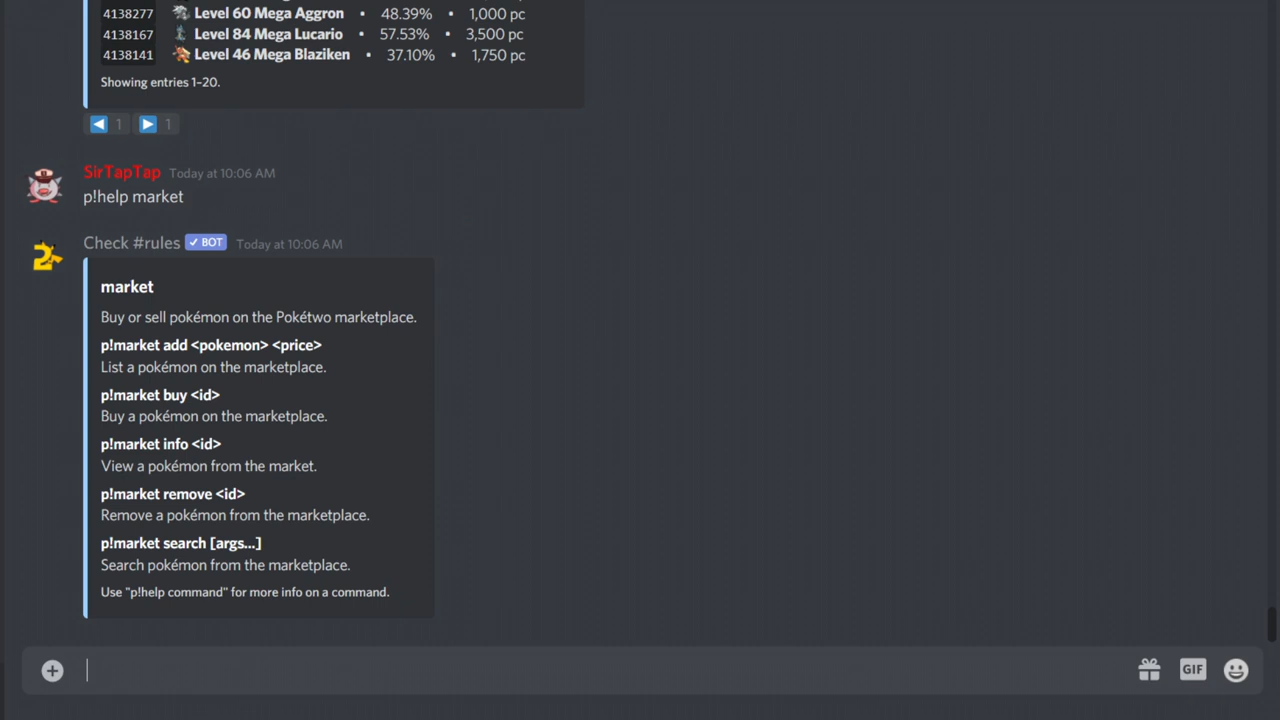 4138277 Level 60 Mega Aggron • 48.39% • 1,000 pc
4138167 Level 84 Mega Lucario • 57.53% • 3,500 pc
4138141 Level 46 Mega Blaziken • 37.10% • 1,750 pc
Showing entries 1–20.
1 1
SirTapTap Today at 10:06 AM
p!help market
Check #rules ✓ BOT Today at 10:06 AM
market
Buy or sell pokémon on the Pokétwo marketplace.
p!market add <pokemon> <price>
List a pokémon on the marketplace.
p!market buy <id>
Buy a pokémon on the marketplace.
p!market info <id>
View a pokémon from the market.
p!market remove <id>
Remove a pokémon from the marketplace.
p!market search [args...]
Search pokémon from the marketplace.
Use "p!help command" for more info on a command.
GIF